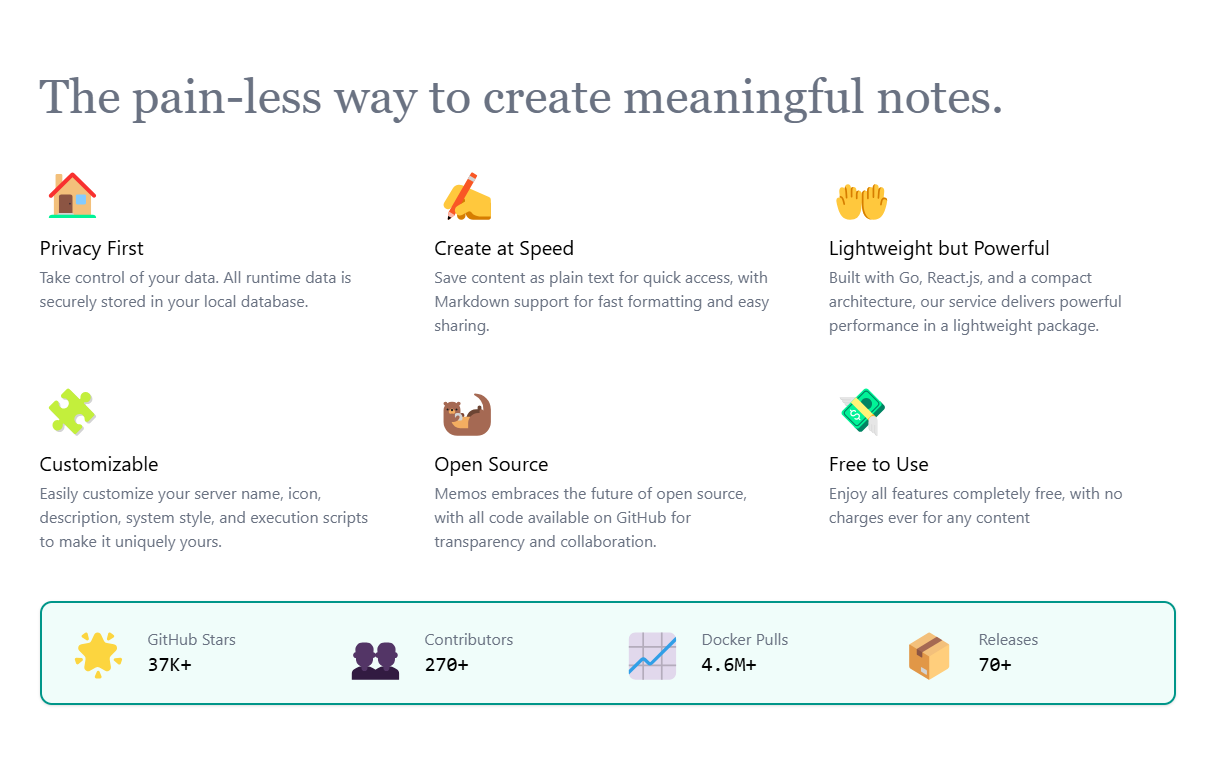 The pain-less way to create meaningful notes.
Privacy First
Take control of your data. All runtime data is
securely stored in your local database.
Create at Speed
Save content as plain text for quick access, with
Markdown support for fast formatting and easy
sharing.
Lightweight but Powerful
Built with Go, React.js, and a compact
architecture, our service delivers powerful
performance in a lightweight package.
Customizable
Easily customize your server name, icon,
description, system style, and execution scripts
to make it uniquely yours.
Open Source
Memos embraces the future of open source,
with all code available on GitHub for
transparency and collaboration.
Free to Use
Enjoy all features completely free, with no
charges ever for any content
GitHub Stars
37K+
Contributors
270+
Docker Pulls
4.6M+
Releases
70+